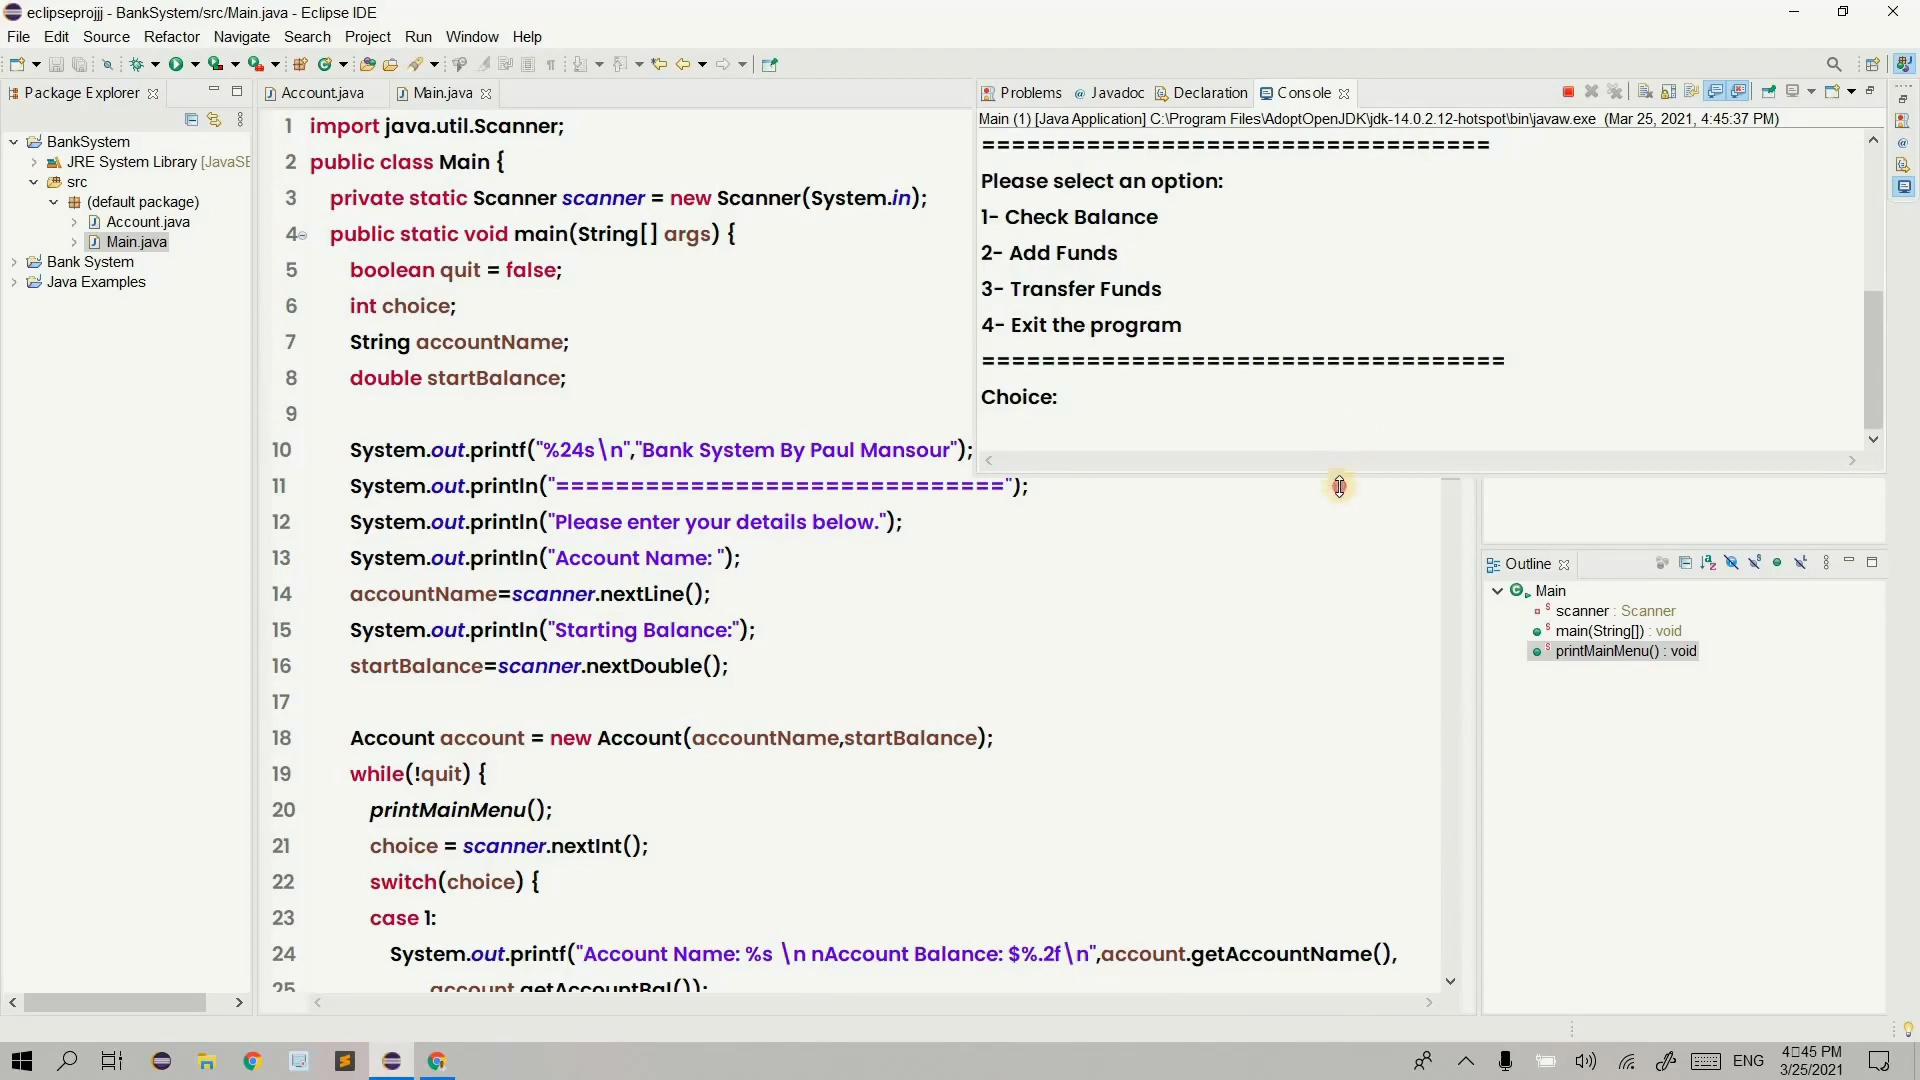 eclipseprojjj - BankSystem/src/Main.java - Eclipse IDE
File Edit Source Refactor Navigate Search Project Run Window Help
Package Explorer
BankSystem
JRE System Library [JavaSE
src
(default package)
Account.java
Main.java
Bank System
Java Examples
Account.java Main.java
1 import java.util.Scanner;
2 public class Main {
3 private static Scanner scanner = new Scanner(System.in);
4 public static void main(String[] args) {
5 boolean quit = false;
6 int choice;
7 String accountName;
8 double startBalance;
9
10 System.out.printf("%24s\n","Bank System By Paul Mansour");
11 System.out.println("==============================");
12 System.out.println("Please enter your details below.");
13 System.out.println("Account Name: ");
14 accountName=scanner.nextLine();
15 System.out.println("Starting Balance:");
16 startBalance=scanner.nextDouble();
17
18 Account account = new Account(accountName,startBalance);
19 while(!quit) {
20 printMainMenu();
21 choice = scanner.nextInt();
22 switch(choice) {
23 case 1:
24 System.out.printf("Account Name: %s \n nAccount Balance: $%.2f\n",account.getAccountName(),
25 account.getAccountBal());
Problems Javadoc Declaration Console
Main (1) [Java Application] C:\Program Files\AdoptOpenJDK\jdk-14.0.2.12-hotspot\bin\javaw.exe (Mar 25, 2021, 4:45:37 PM)
==================================
Please select an option:
1- Check Balance
2- Add Funds
3- Transfer Funds
4- Exit the program
===================================
Choice:
Outline
Main
scanner : Scanner
main(String[]) : void
printMainMenu() : void
ENG
4:45 PM
3/25/2021